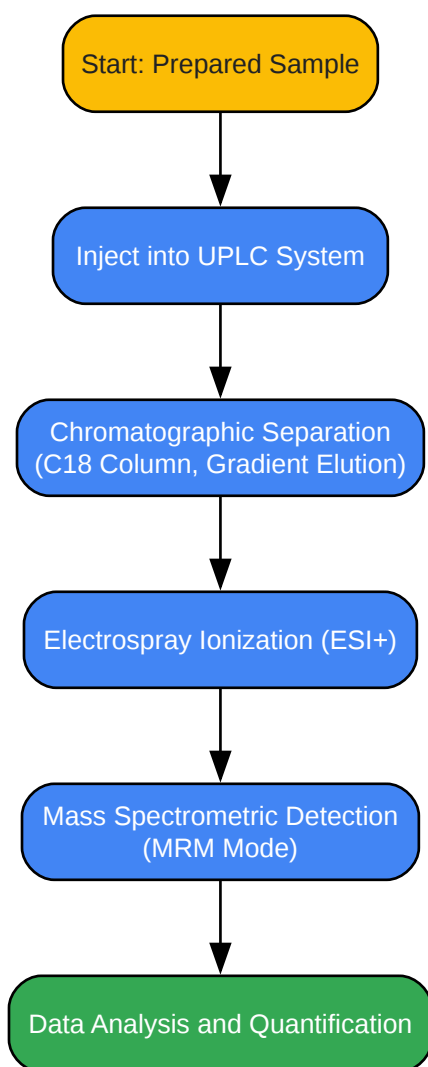 Start: Prepared Sample
Inject into UPLC System
Chromatographic Separation
(C18 Column, Gradient Elution)
Electrospray Ionization (ESI+)
Mass Spectrometric Detection
(MRM Mode)
Data Analysis and Quantification